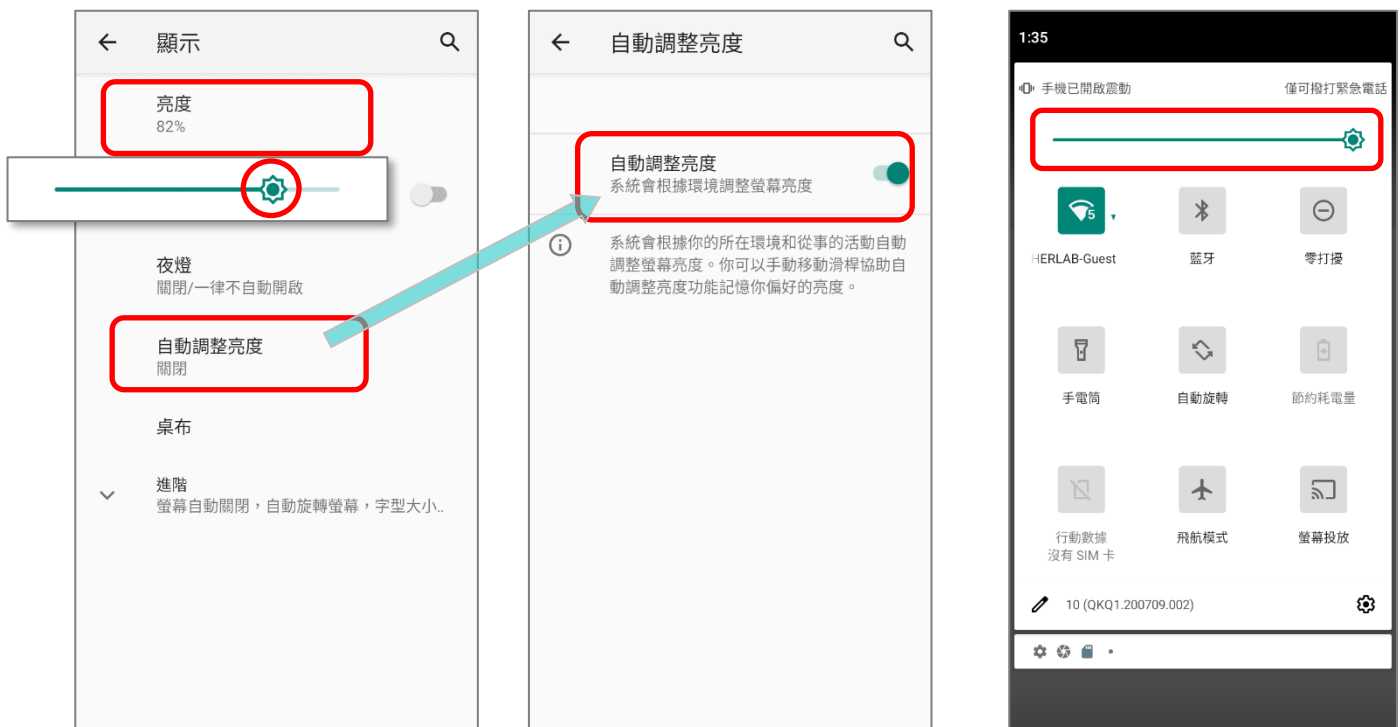 顯示
亮度
82%
夜燈
關閉/一律不自動開啟
自動調整亮度
關閉
桌布
進階
螢幕自動關閉，自動旋轉螢幕，字型大小..
自動調整亮度
自動調整亮度
系統會根據環境調整螢幕亮度
系統會根據你的所在環境和從事的活動自動
調整螢幕亮度。你可以手動移動滑桿協助自
動調整亮度功能記憶你偏好的亮度。
1:35
手機已開啟震動
僅可撥打緊急電話
5
HERLAB-Guest
藍牙
零打擾
手電筒
自動旋轉
節約耗電量
行動數據
沒有 SIM 卡
飛航模式
螢幕投放
10 (QKQ1.200709.002)